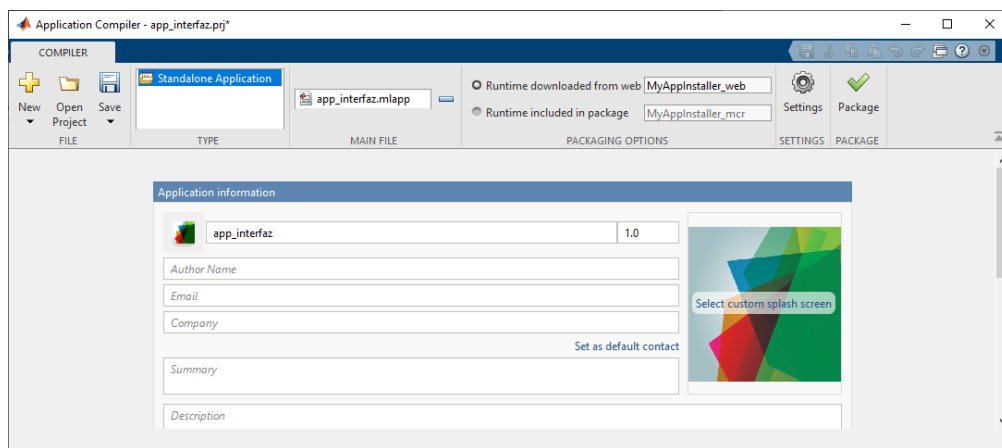 Application Compiler - app_interfaz.prj*
COMPILER
New
Open Project
Save
FILE
Standalone Application
TYPE
app_interfaz.mlapp
MAIN FILE
Runtime downloaded from web MyAppInstaller_web
Runtime included in package MyAppInstaller_mcr
PACKAGING OPTIONS
Settings
SETTINGS
Package
PACKAGE
Application information
app_interfaz 1.0
Author Name
Email
Company
Set as default contact
Select custom splash screen
Summary
Description